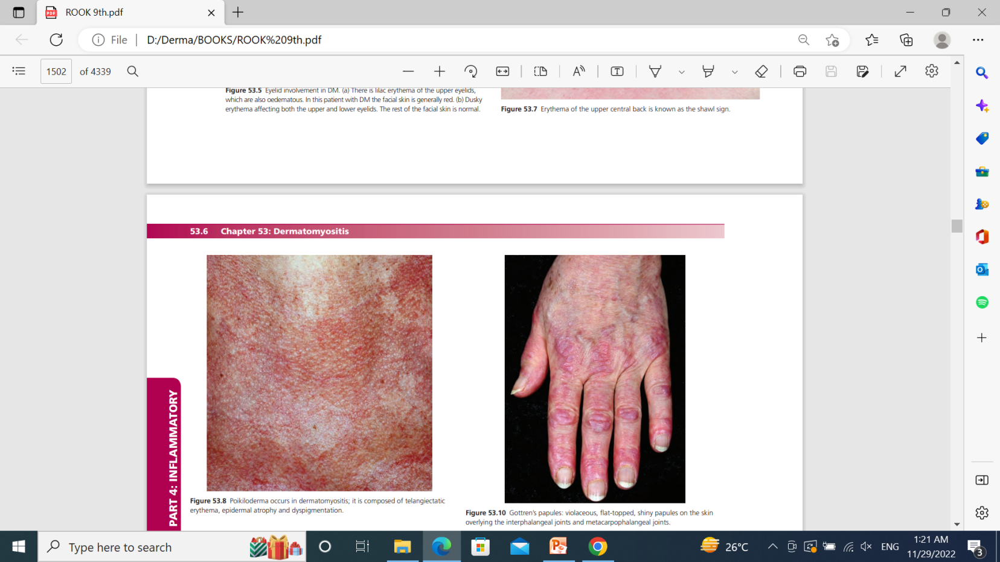 ROOK 9th.pdf
File
D:/Derma/BOOKS/ROOK%209th.pdf
1502 of 4339
Figure 53.5 Eyelid involvement in DM. (a) There is lilac erythema of the upper eyelids,
which are also oedematous. In this patient with DM the facial skin is generally red. (b) Dusky
erythema affecting both the upper and lower eyelids. The rest of the facial skin is normal.
Figure 53.7 Erythema of the upper central back is known as the shawl sign.
53.6 Chapter 53: Dermatomyositis
PART 4: INFLAMMATORY
Figure 53.8 Poikiloderma occurs in dermatomyositis; it is composed of telangiectatic
erythema, epidermal atrophy and dyspigmentation.
Figure 53.10 Gottren's papules: violaceous, flat-topped, shiny papules on the skin
overlying the interphalangeal joints and metacarpophalangeal joints.
Type here to search
26°C
ENG
1:21 AM
11/29/2022
3